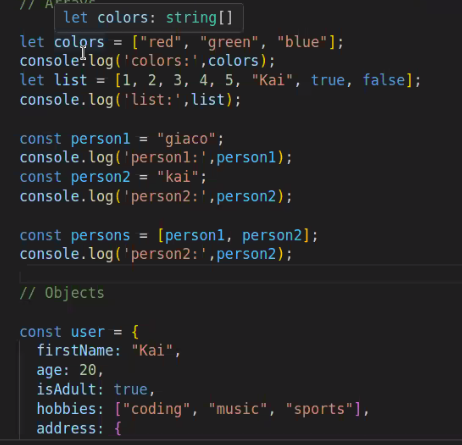 // Arrays
let colors: string[]
let colors = ["red", "green", "blue"];
console.log('colors:',colors);
let list = [1, 2, 3, 4, 5, "Kai", true, false];
console.log('list:',list);
const person1 = "giaco";
console.log('person1:',person1);
const person2 = "kai";
console.log('person2:',person2);
const persons = [person1, person2];
console.log('person2:',person2);
// Objects
const user = {
firstName: "Kai",
age: 20,
isAdult: true,
hobbies: ["coding", "music", "sports"],
address: {